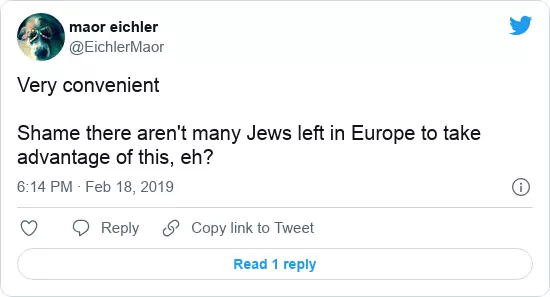 maor eichler
@EichlerMaor
Very convenient
Shame there aren't many Jews left in Europe to take
advantage of this, eh?
6:14 PM · Feb 18, 2019
Reply
Copy link to Tweet
Read 1 reply